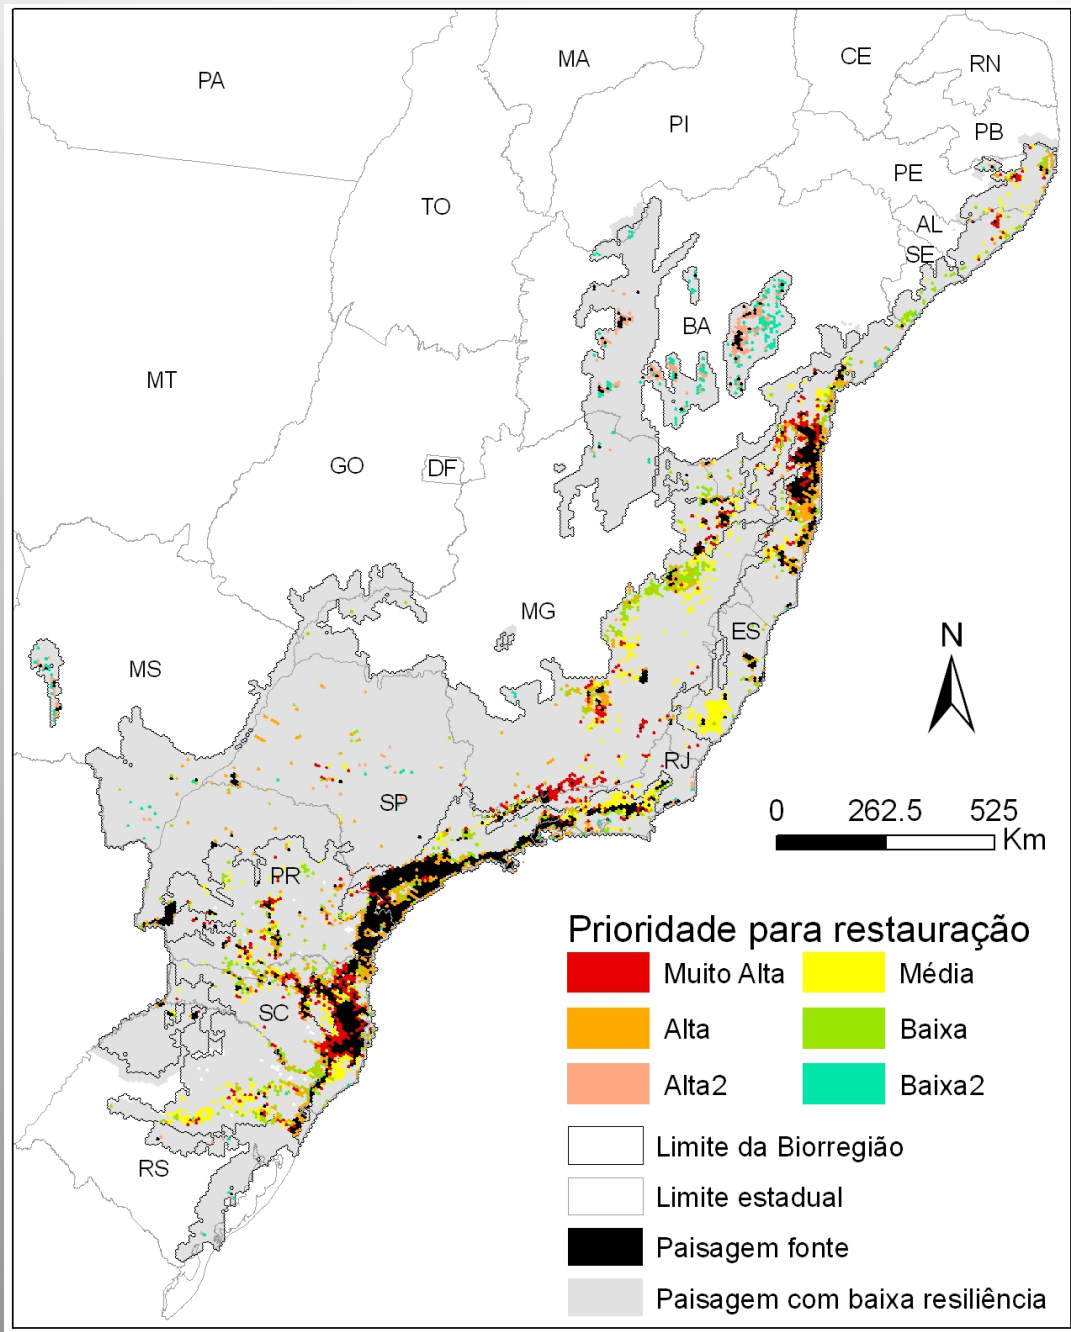 CE
MA
RN
PA
PI
PB
PE
TO
AL
SE
BA
MT
GO
DF
MG
ES
N
MS
RJ
SP
0 262.5 525
Km
PR
Prioridade para restauração
Muito Alta Média
SC
Alta Baixa
Alta2 Baixa2
Limite da Biorregião
RS
Limite estadual
Paisagem fonte
Paisagem com baixa resiliência